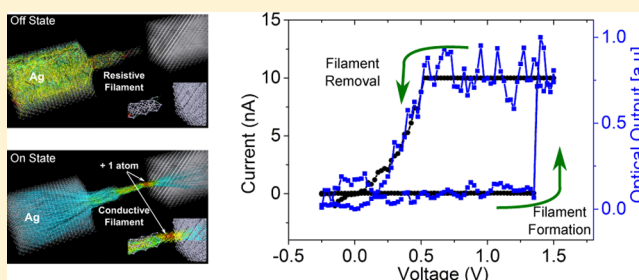 Off State
Ag
Resistive
Filament
On State
+ 1 atom
Ag
Conductive
Filament
15
10
5
0
Current (nA)
Filament
Removal
Filament
Formation
-0.5
0.0
0.5
1.0
1.5
Voltage (V)
1.0
0.5
0.0
Optical Output [a.u.]